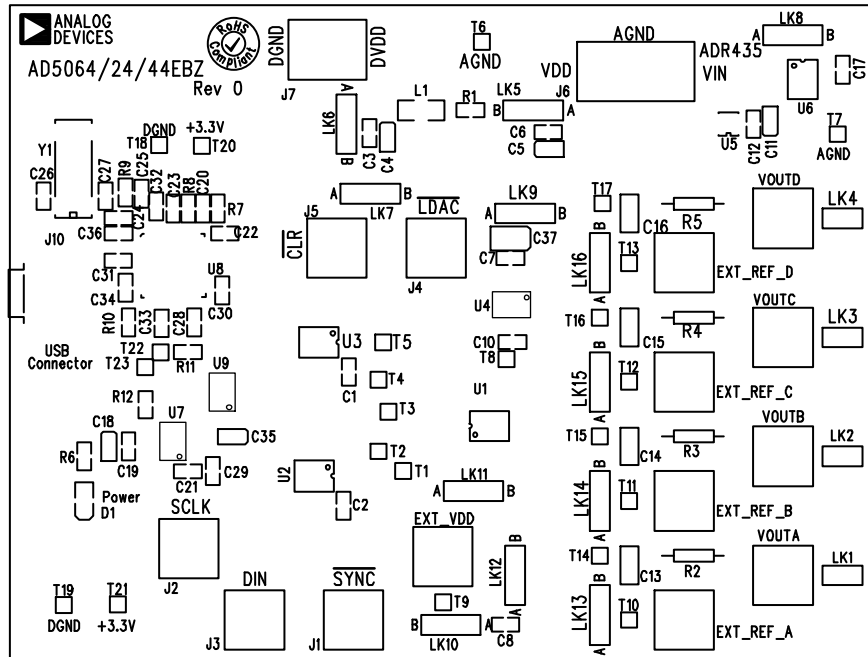 ANALOG
DEVICES
RoHS
Compliant
AD5064/24/44EBZ
Rev 0
DGND
DVDD
J7
T6
AGND
AGND
VDD
VIN
ADR435
J6
LK8
A
B
U6
C17
T7
AGND
U5
C12
C11
LK6
A
B
C3
C4
L1
R1
LK5
B
A
C6
C5
Y1
DGND
T18
+3.3V
T20
C26
C27
R9
C25
C24
C32
C23
R8
C20
R7
J10
C36
C22
C31
C34
U8
C30
R10
C33
C28
USB
Connector
T22
T23
R11
U9
R12
U7
C18
C19
R6
C35
C21
C29
Power
D1
A
B
LK7
J5
CLR
LDAC
J4
LK9
A
B
C37
C7
U4
C10
T8
U3
C1
T5
T4
T3
T2
T1
U1
U2
C2
LK11
A
B
T17
C16
R5
VOUTD
LK4
B
LK16
A
T13
EXT_REF_D
T16
C15
R4
VOUTC
LK3
B
LK15
A
T12
EXT_REF_C
T15
C14
R3
VOUTB
LK2
B
LK14
A
T11
EXT_REF_B
T14
C13
R2
VOUTA
LK1
B
LK13
A
T10
EXT_REF_A
SCLK
J2
DIN
J3
SYNC
J1
EXT_VDD
T9
B
LK12
A
B
A
LK10
C8
T19
DGND
T21
+3.3V